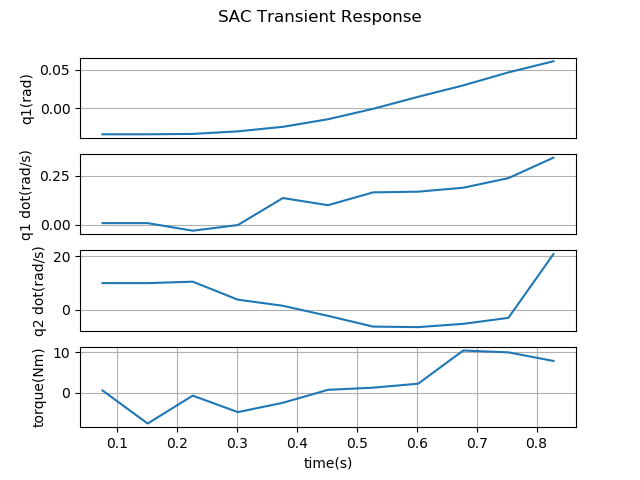 SAC Transient Response
0.05
0.00
q1(rad)
0.25
0.00
q1 dot(rad/s)
20
0
q2 dot(rad/s)
10
0
torque(Nm)
0.1 0.2 0.3 0.4 0.5 0.6 0.7 0.8
time(s)